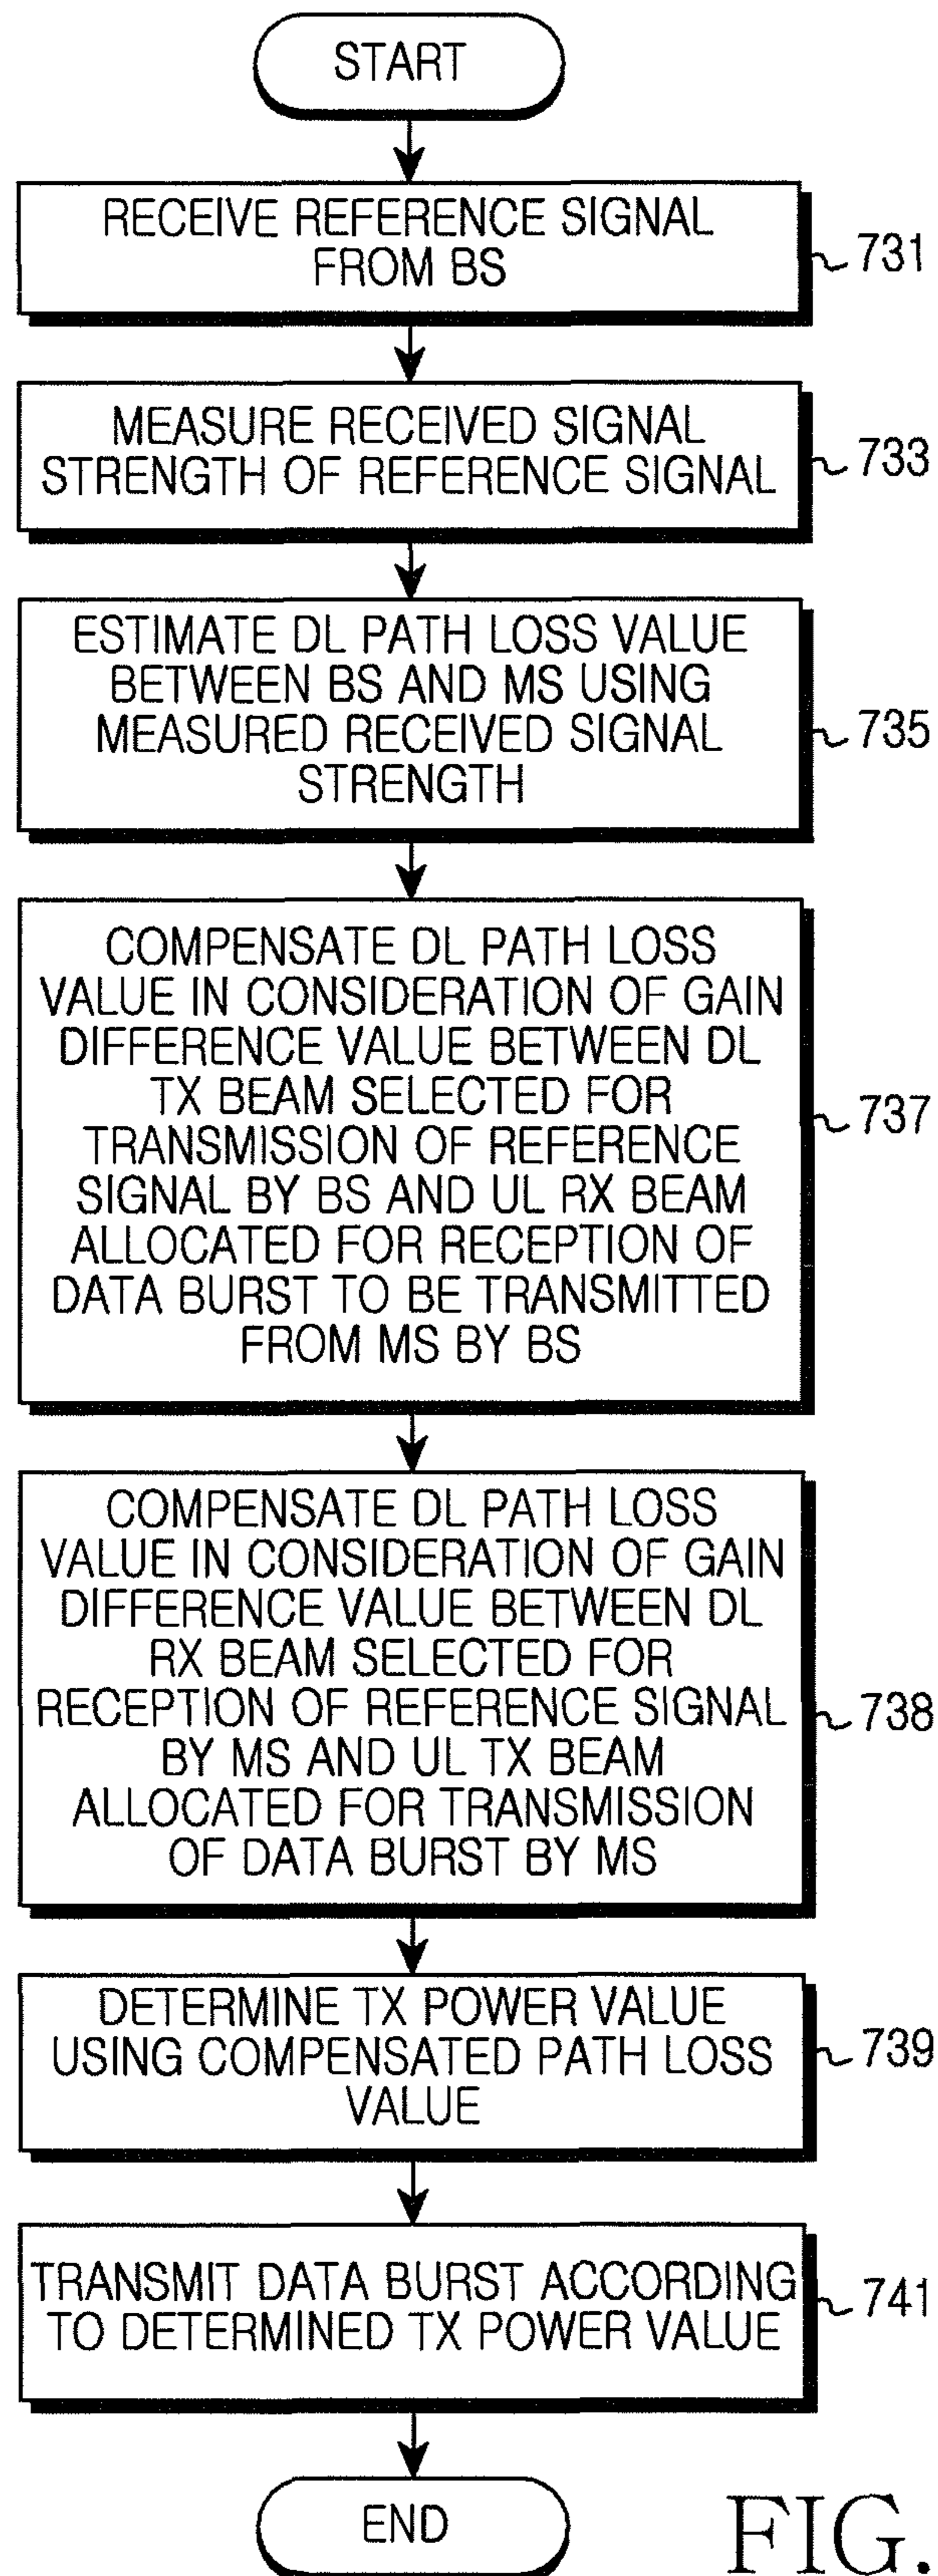 START
RECEIVE REFERENCE SIGNAL
FROM BS
731
MEASURE RECEIVED SIGNAL
STRENGTH OF REFERENCE SIGNAL
733
ESTIMATE DL PATH LOSS VALUE
BETWEEN BS AND MS USING
MEASURED RECEIVED SIGNAL
STRENGTH
735
COMPENSATE DL PATH LOSS
VALUE IN CONSIDERATION OF GAIN
DIFFERENCE VALUE BETWEEN DL
TX BEAM SELECTED FOR
TRANSMISSION OF REFERENCE
SIGNAL BY BS AND UL RX BEAM
ALLOCATED FOR RECEPTION OF
DATA BURST TO BE TRANSMITTED
FROM MS BY BS
737
COMPENSATE DL PATH LOSS
VALUE IN CONSIDERATION OF GAIN
DIFFERENCE VALUE BETWEEN DL
RX BEAM SELECTED FOR
RECEPTION OF REFERENCE SIGNAL
BY MS AND UL TX BEAM
ALLOCATED FOR TRANSMISSION
OF DATA BURST BY MS
738
DETERMINE TX POWER VALUE
USING COMPENSATED PATH LOSS
VALUE
739
TRANSMIT DATA BURST ACCORDING
TO DETERMINED TX POWER VALUE
741
END
FIG.